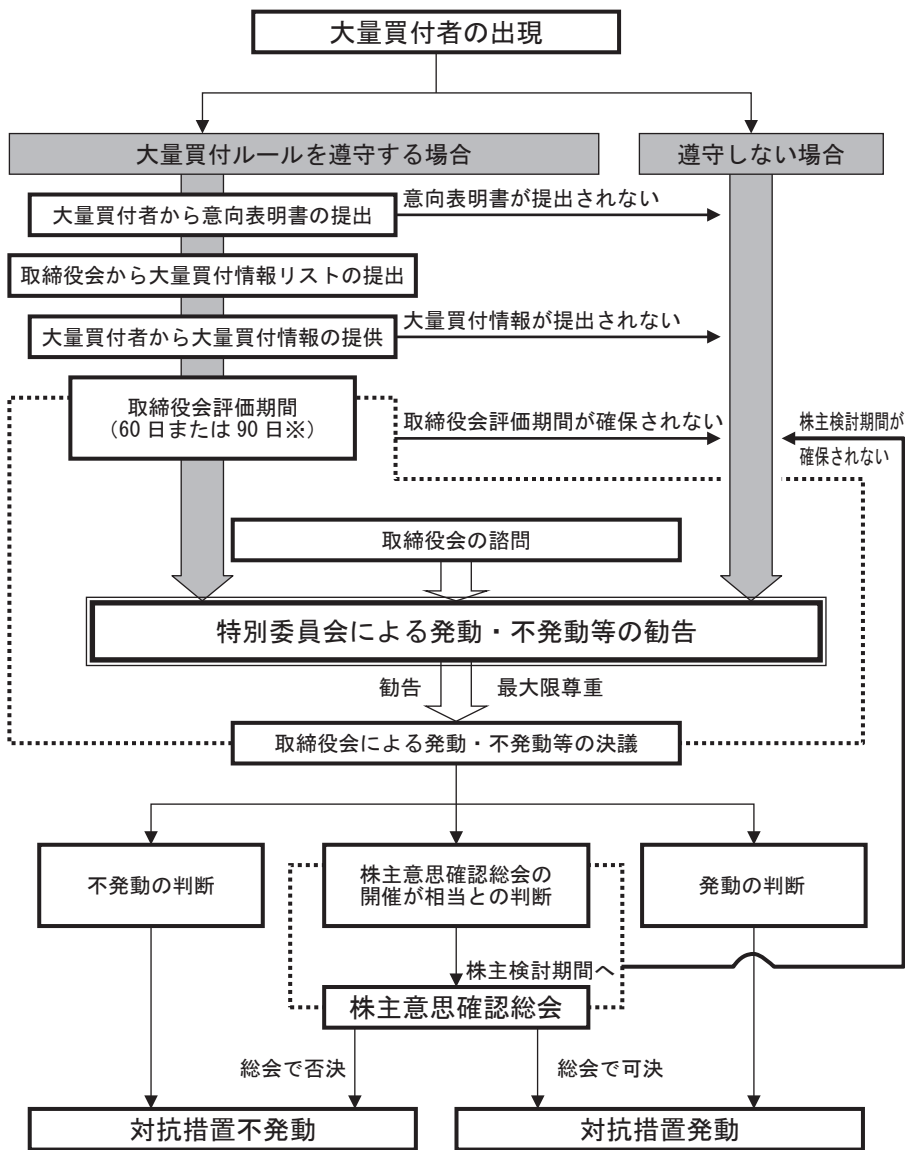 大量買付者の出現
大量買付ルールを遵守する場合
遵守しない場合
大量買付者から意向表明書の提出
意向表明書が提出されない
取締役会から大量買付情報リストの提出
大量買付者から大量買付情報の提供
大量買付情報が提出されない
取締役会評価期間
(60日または90日※)
取締役会評価期間が確保されない
株主検討期間が
確保されない
取締役会の諮問
特別委員会による発動・不発動等の勧告
勧告
最大限尊重
取締役会による発動・不発動等の決議
不発動の判断
株主意思確認総会の
開催が相当との判断
発動の判断
株主検討期間へ
株主意思確認総会
総会で否決
総会で可決
対抗措置不発動
対抗措置発動